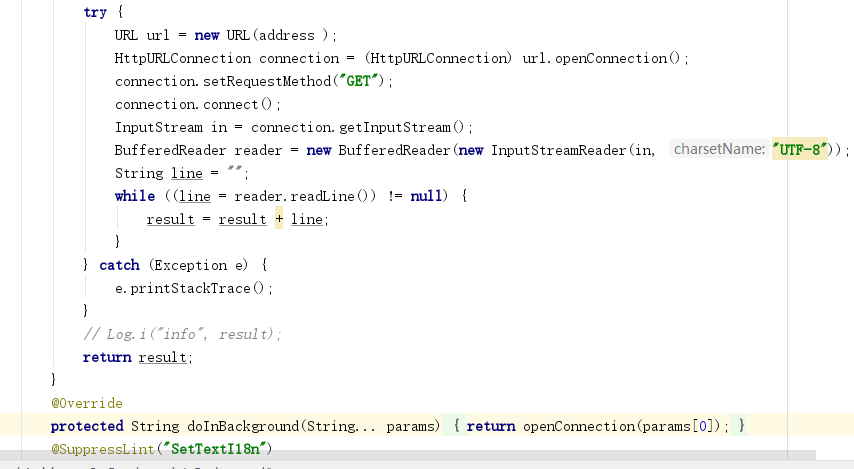 try {
URL url = new URL(address );
HttpURLConnection connection = (HttpURLConnection) url.openConnection();
connection.setRequestMethod("GET");
connection.connect();
InputStream in = connection.getInputStream();
BufferedReader reader = new BufferedReader(new InputStreamReader(in, charsetName: "UTF-8"));
String line = "";
while ((line = reader.readLine()) != null) {
result = result + line;
}
} catch (Exception e) {
e.printStackTrace();
}
// Log.i("info", result);
return result;
}
@Override
protected String doInBackground(String... params) { return openConnection(params[0]); }
@SuppressLint("SetTextI18n")